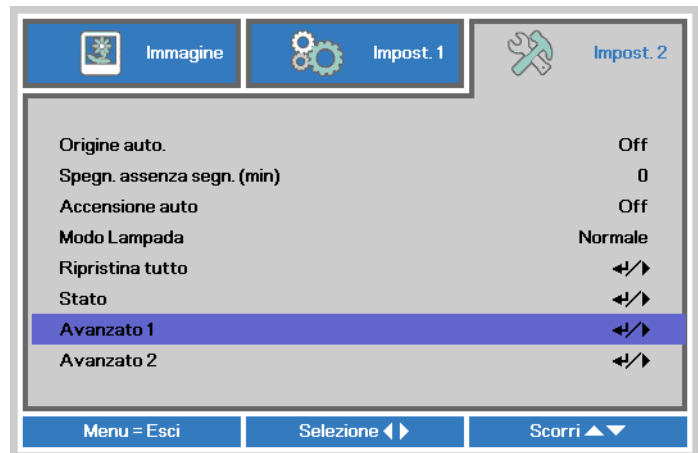 Immagine Impost. 1 Impost. 2
Origine auto. Off
Spegn. assenza segn. (min) 0
Accensione auto Off
Modo Lampada Normale
Ripristina tutto
Stato
Avanzato 1
Avanzato 2
Menu = Esci Selezione Scorri